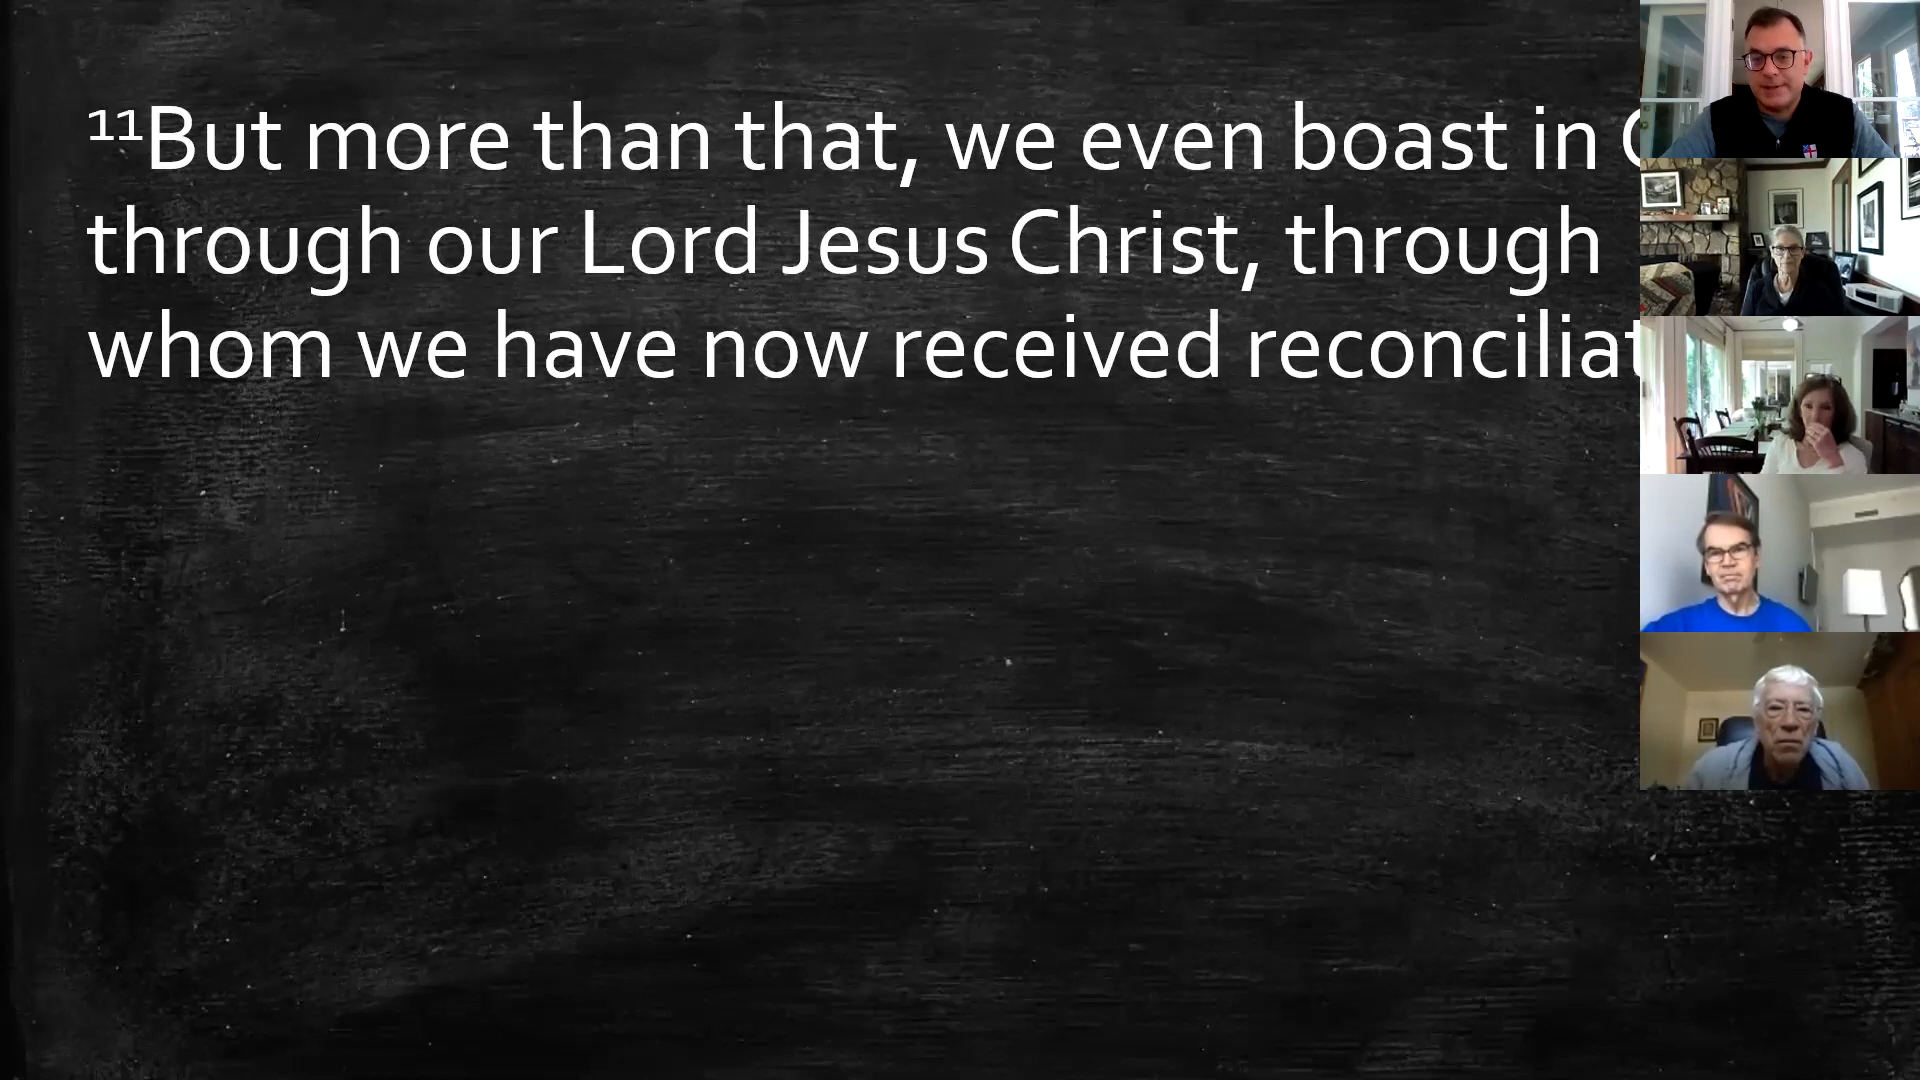 ¹¹But more than that, we even boast in
through our Lord Jesus Christ, through
whom we have now received reconciliat